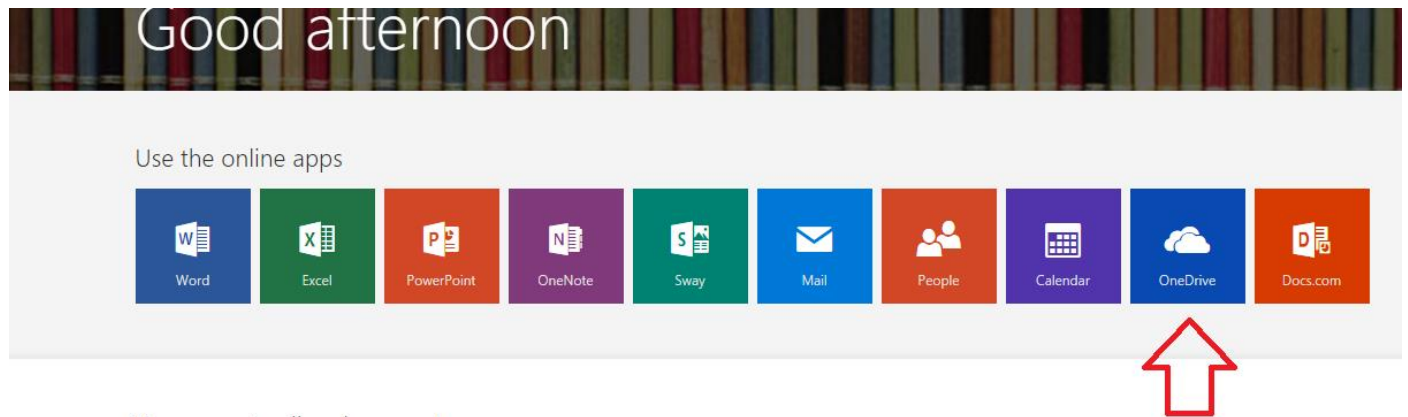 Good afternoon
Use the online apps
Word Excel PowerPoint OneNote Sway Mail People Calendar OneDrive Docs.com